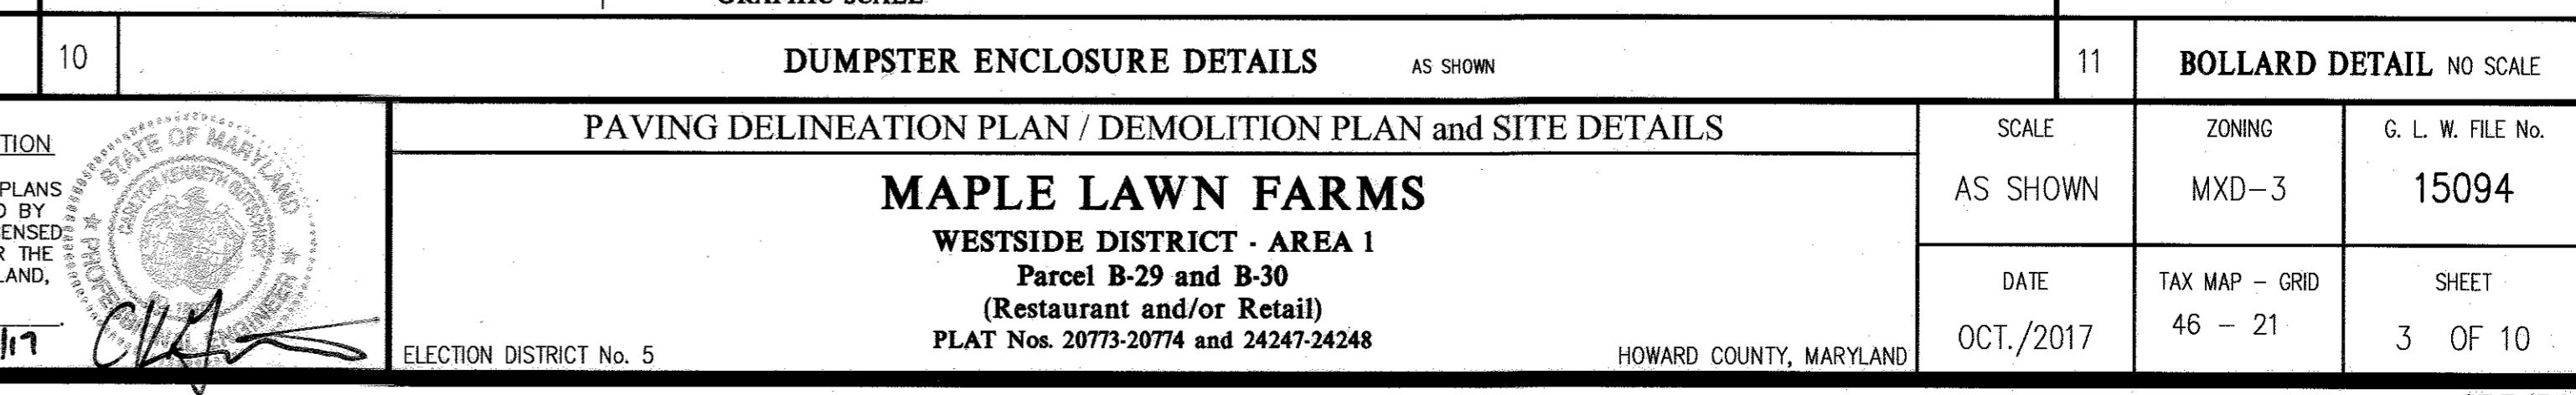 10
DUMPSTER ENCLOSURE DETAILS AS SHOWN
11
BOLLARD DETAIL NO SCALE
TION
PLANS
BY
ENSED
THE
LAND,
/17
STATE OF MARYLAND
PAVING DELINEATION PLAN / DEMOLITION PLAN and SITE DETAILS
MAPLE LAWN FARMS
WESTSIDE DISTRICT - AREA 1
Parcel B-29 and B-30
(Restaurant and/or Retail)
PLAT Nos. 20773-20774 and 24247-24248
ELECTION DISTRICT No. 5
HOWARD COUNTY, MARYLAND
SCALE
AS SHOWN
ZONING
MXD-3
G. L. W. FILE No.
15094
DATE
OCT./2017
TAX MAP – GRID
46 – 21
SHEET
3 OF 10